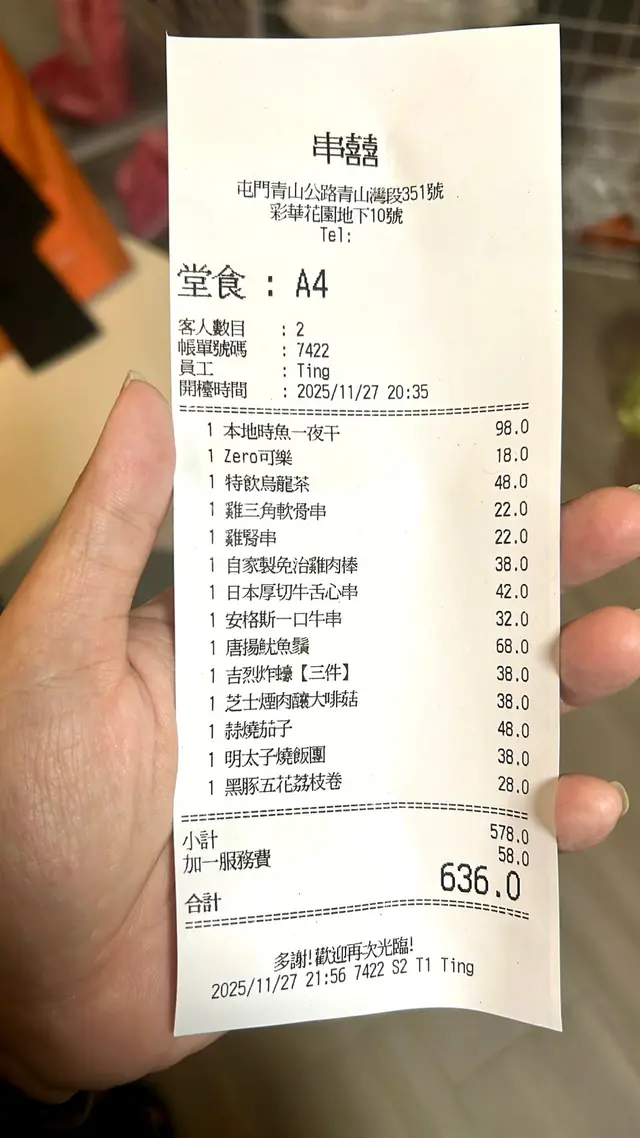 串囍
屯門青山公路青山灣段351號
彩華花園地下10號
Tel:
堂食 : A4
客人數目 : 2
帳單號碼 : 7422
員工 : Ting
開檯時間 : 2025/11/27 20:35
1 本地時魚一夜干 98.0
1 Zero可樂 18.0
1 特飲烏龍茶 48.0
1 雞三角軟骨串 22.0
1 雞腎串 22.0
1 自家製免治雞肉棒 38.0
1 日本厚切牛舌心串 42.0
1 安格斯一口牛串 32.0
1 唐揚魷魚鬚 68.0
1 吉烈炸蠔【三件】 38.0
1 芝士煙肉釀大啡菇 38.0
1 蒜燒茄子 48.0
1 明太子燒飯團 38.0
1 黑豚五花荔枝卷 28.0
小計 578.0
加一服務費 58.0
合計 636.0
多謝!歡迎再次光臨!
2025/11/27 21:56 7422 S2 T1 Ting